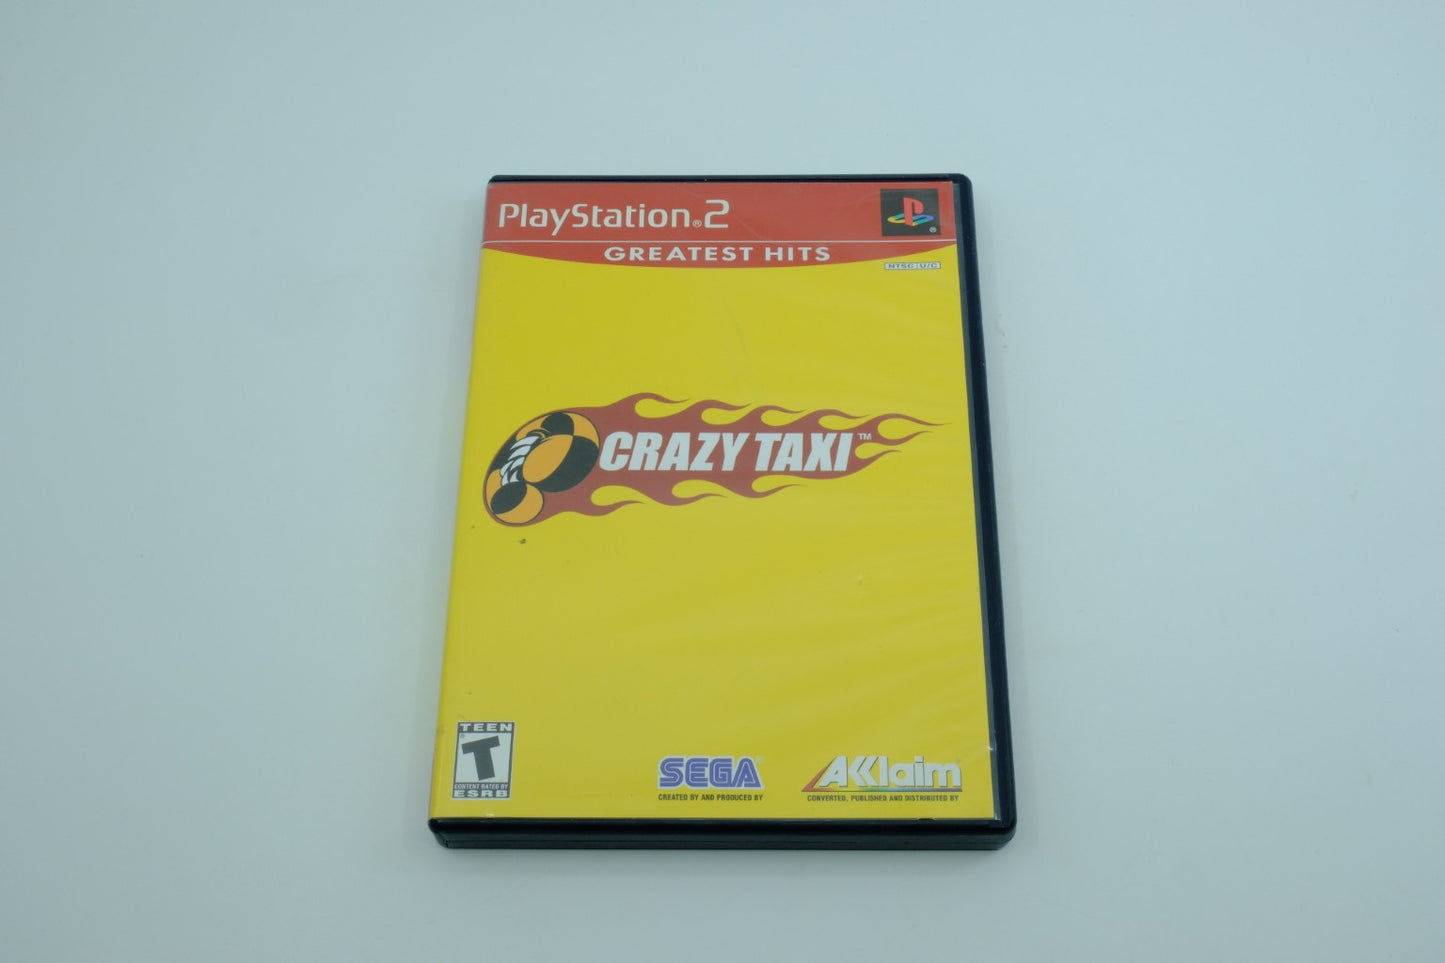 PlayStation®2
®
GREATEST HITS
NTSC U/C
CRAZY TAXI™
TEEN
T
®
CONTENT RATED BY
ESRB
SEGA®
CREATED BY AND PRODUCED BY
AKKlaim
CONVERTED, PUBLISHED AND DISTRIBUTED BY